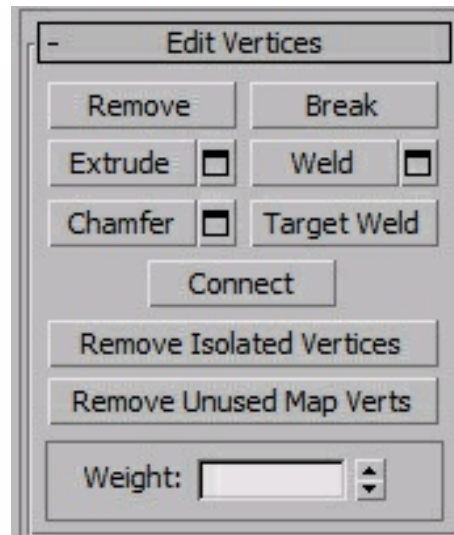 - Edit Vertices
Remove Break
Extrude Weld
Chamfer Target Weld
Connect
Remove Isolated Vertices
Remove Unused Map Verts
Weight: